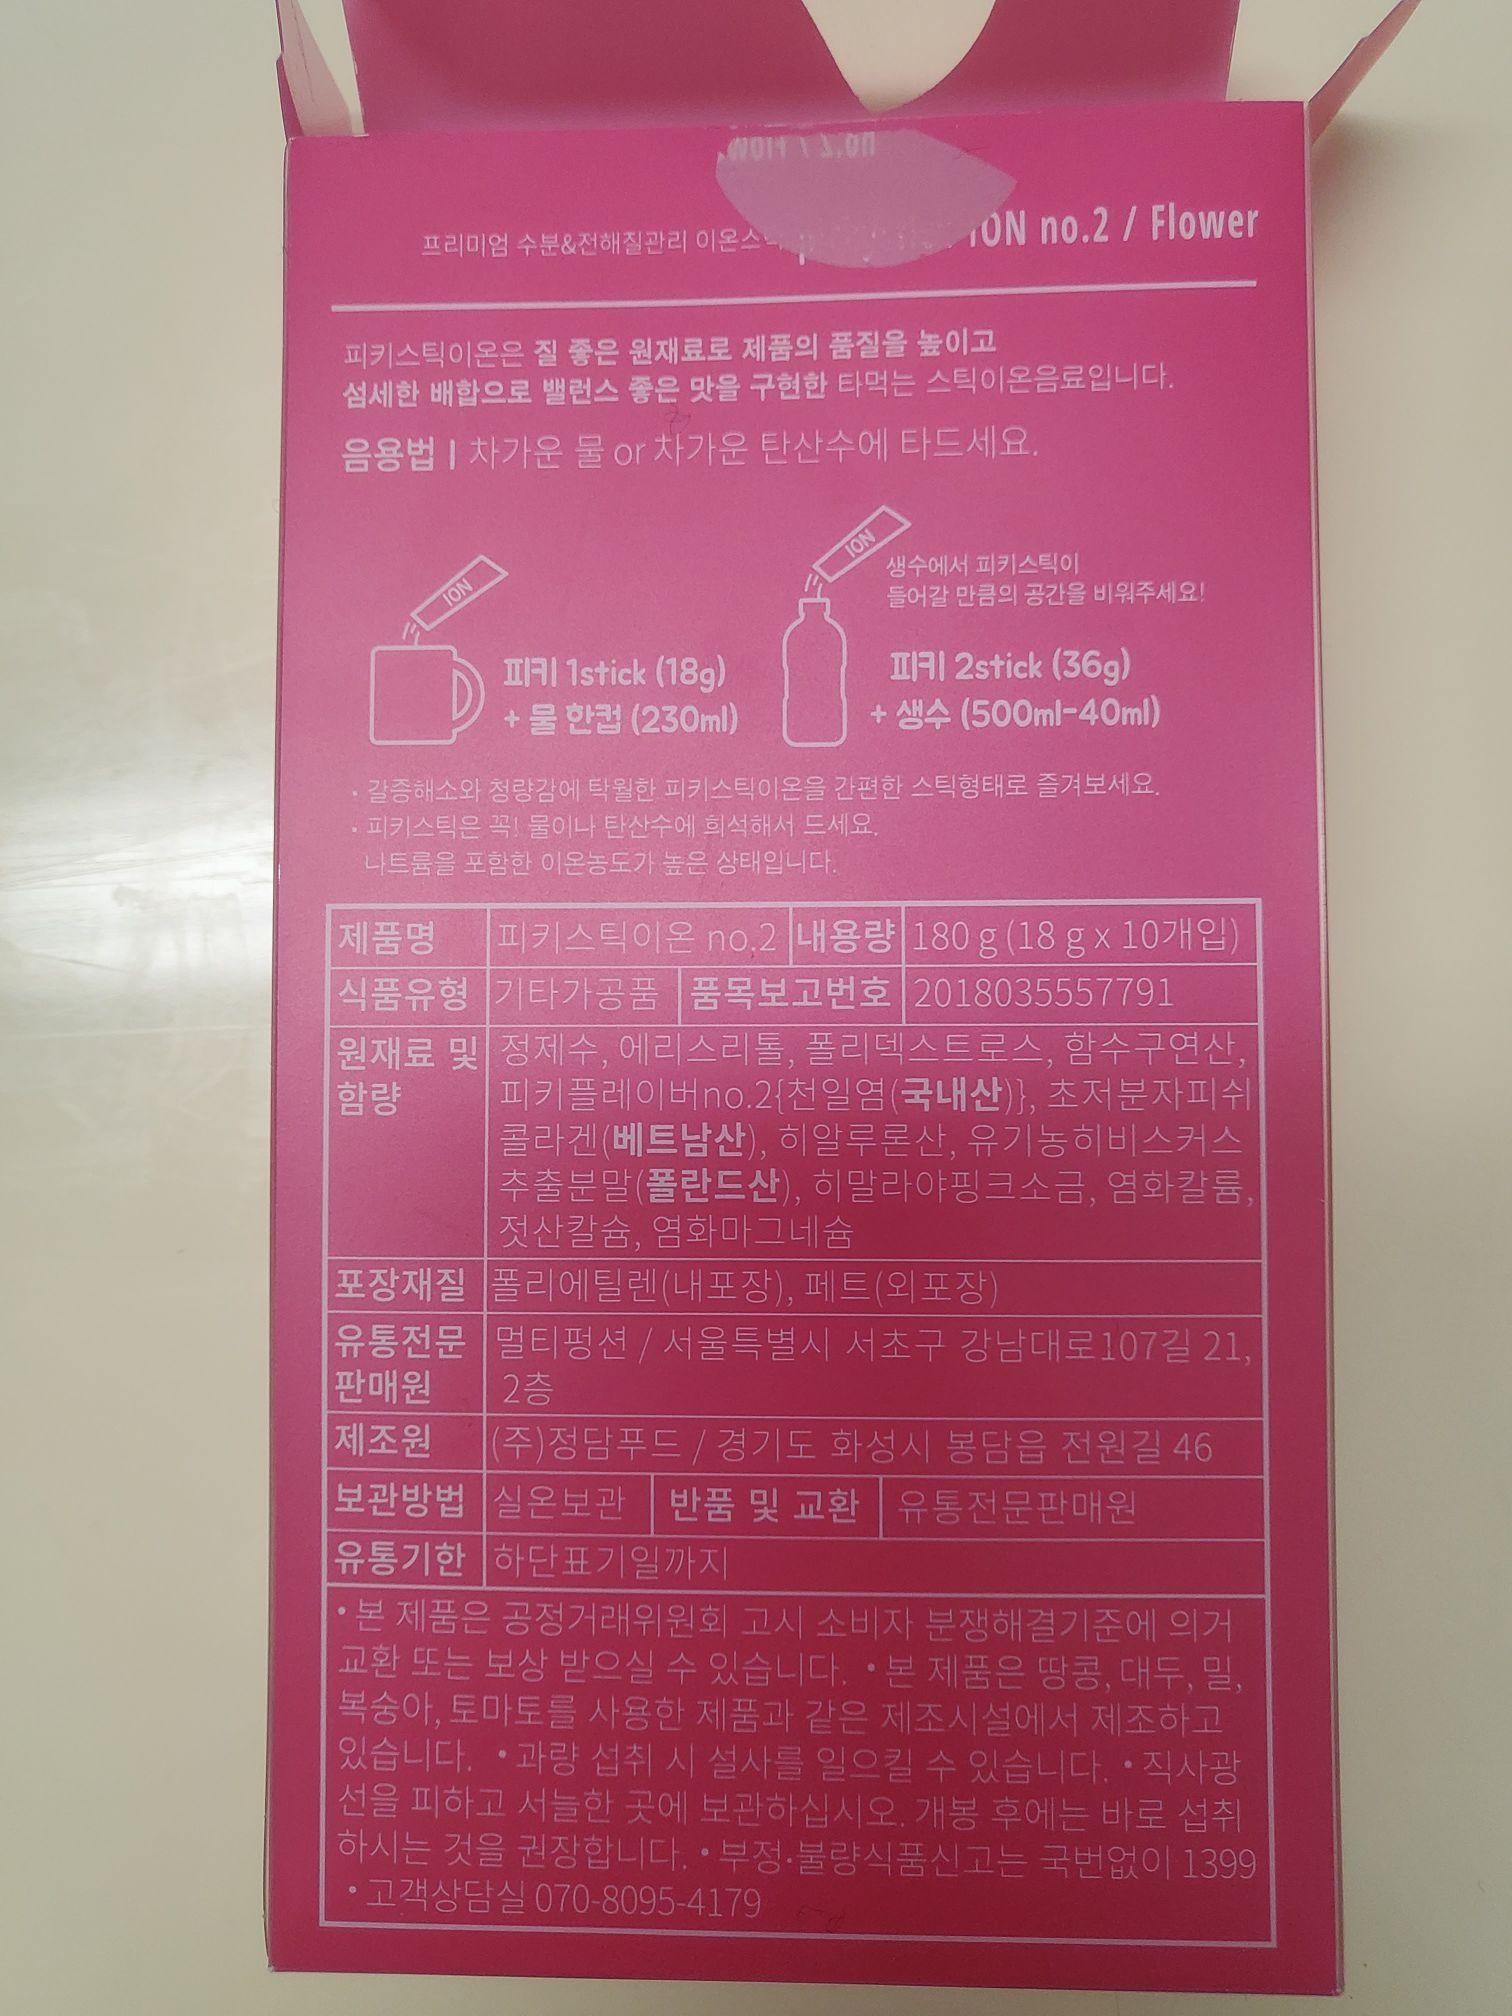 프리미엄 수분&전해질관리 이온스
ION no.2 / Flower
피키스틱이온은 질 좋은 원재료로 제품의 품질을 높이고
섬세한 배합으로 밸런스 좋은 맛을 구현한 타먹는 스틱이온음료입니다.
음용법 | 차가운 물 or 차가운 탄산수에 타드세요.
ION
ION
생수에서 피키스틱이
들어갈 만큼의 공간을 비워주세요!
피키 1stick (18g)
+ 물 한컵 (230ml)
피키 2stick (36g)
+ 생수 (500ml-40ml)
· 갈증해소와 청량감에 탁월한 피키스틱이온을 간편한 스틱형태로 즐겨보세요.
· 피키스틱은 꼭! 물이나 탄산수에 희석해서 드세요.
나트륨을 포함한 이온농도가 높은 상태입니다.
제품명 피키스틱이온 no.2 내용량 180 g (18 g x 10개입)
식품유형 기타가공품 품목보고번호 2018035557791
원재료 및 정제수, 에리스리톨, 폴리덱스트로스, 함수구연산,
함량 피키플레이버no.2{천일염(국내산)}, 초저분자피쉬
콜라겐(베트남산), 히알루론산, 유기농히비스커스
추출분말(폴란드산), 히말라야핑크소금, 염화칼륨,
젓산칼슘, 염화마그네슘
포장재질 폴리에틸렌(내포장), 페트(외포장)
유통전문 멀티펑션 / 서울특별시 서초구 강남대로107길 21,
판매원 2층
제조원 (주)정담푸드 / 경기도 화성시 봉담읍 전원길 46
보관방법 실온보관 반품 및 교환 유통전문판매원
유통기한 하단표기일까지
• 본 제품은 공정거래위원회 고시 소비자 분쟁해결기준에 의거
교환 또는 보상 받으실 수 있습니다. • 본 제품은 땅콩, 대두, 밀,
복숭아, 토마토를 사용한 제품과 같은 제조시설에서 제조하고
있습니다. • 과량 섭취 시 설사를 일으킬 수 있습니다. • 직사광
선을 피하고 서늘한 곳에 보관하십시오. 개봉 후에는 바로 섭취
하시는 것을 권장합니다. • 부정·불량식품신고는 국번없이 1399
• 고객상담실 070-8095-4179